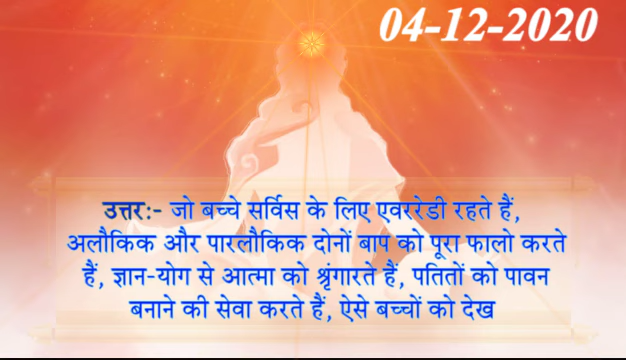 04-12-2020
उत्तर:- जो बच्चे सर्विस के लिए एवररेडी रहते हैं,
अलौकिक और पारलौकिक दोनों बाप को पूरा फालो करते
हैं, ज्ञान-योग से आत्मा को श्रृंगारते हैं, पतितों को पावन
बनाने की सेवा करते हैं, ऐसे बच्चों को देख